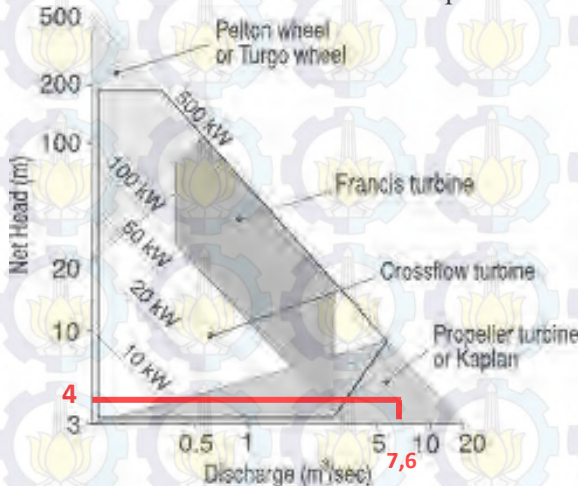 500
Pelton wheel
or Turgo wheel
200
500 kW
100
Net Head (m)
100 kW
Francis turbine
50 kW
20
Crossflow turbine
20 kW
10
Propeller turbine
or Kaplan
10 kW
4
3
0.5 1 5 10 20
7,6
Discharge (m³/sec)